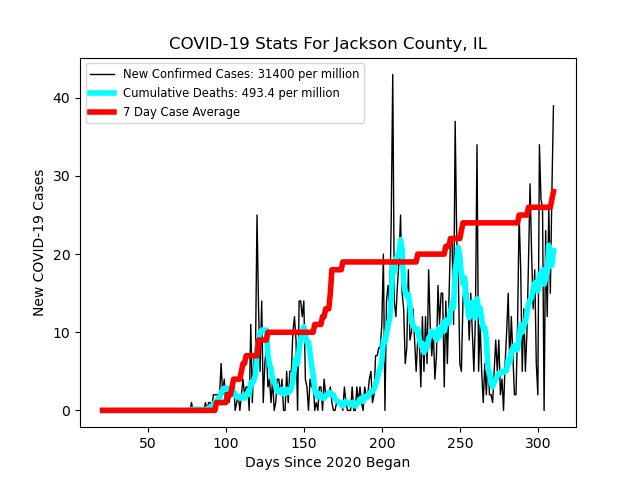 COVID-19 Stats For Jackson County, IL
New Confirmed Cases: 31400 per million
Cumulative Deaths: 493.4 per million
7 Day Case Average
New COVID-19 Cases
40
30
20
10
0
50 100 150 200 250 300
Days Since 2020 Began